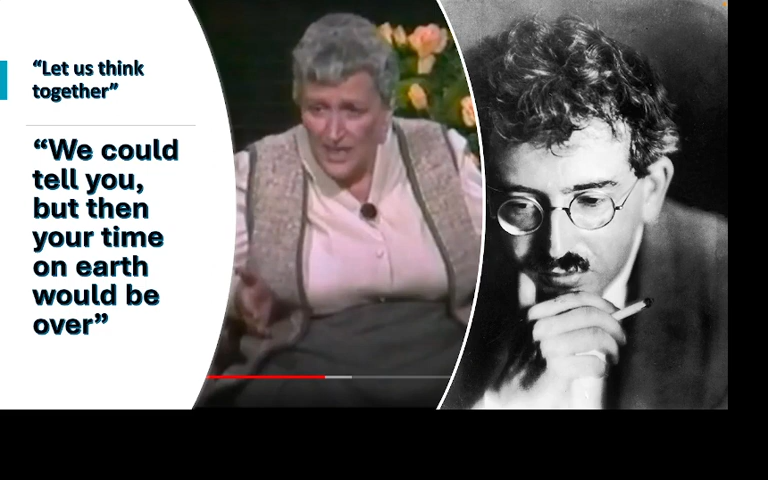 “Let us think
together”
“We could
tell you,
but then
your time
on earth
would be
over”